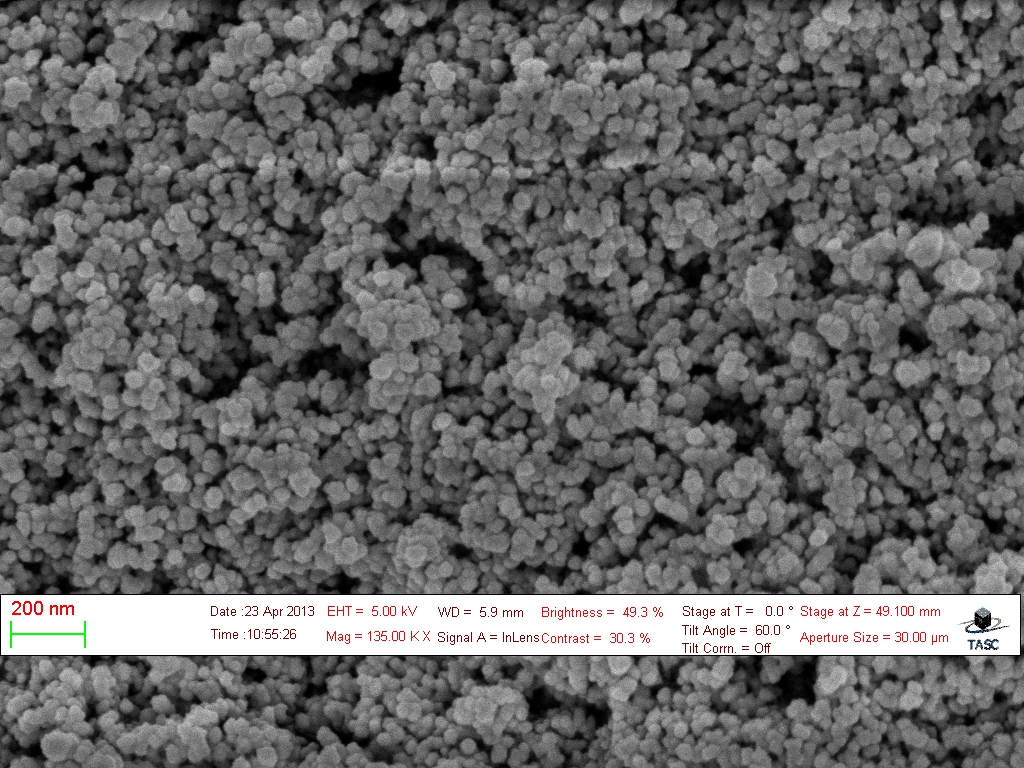 200 nm
Date :23 Apr 2013 EHT = 5.00 kV WD = 5.9 mm Brightness = 49.3 % Stage at T = 0.0 ° Stage at Z = 49.100 mm
Time :10:55:26 Mag = 135.00 K X Signal A = InLens Contrast = 30.3 % Tilt Angle = 60.0 ° Aperture Size = 30.00 µm
Tilt Corrn. = Off
TASC